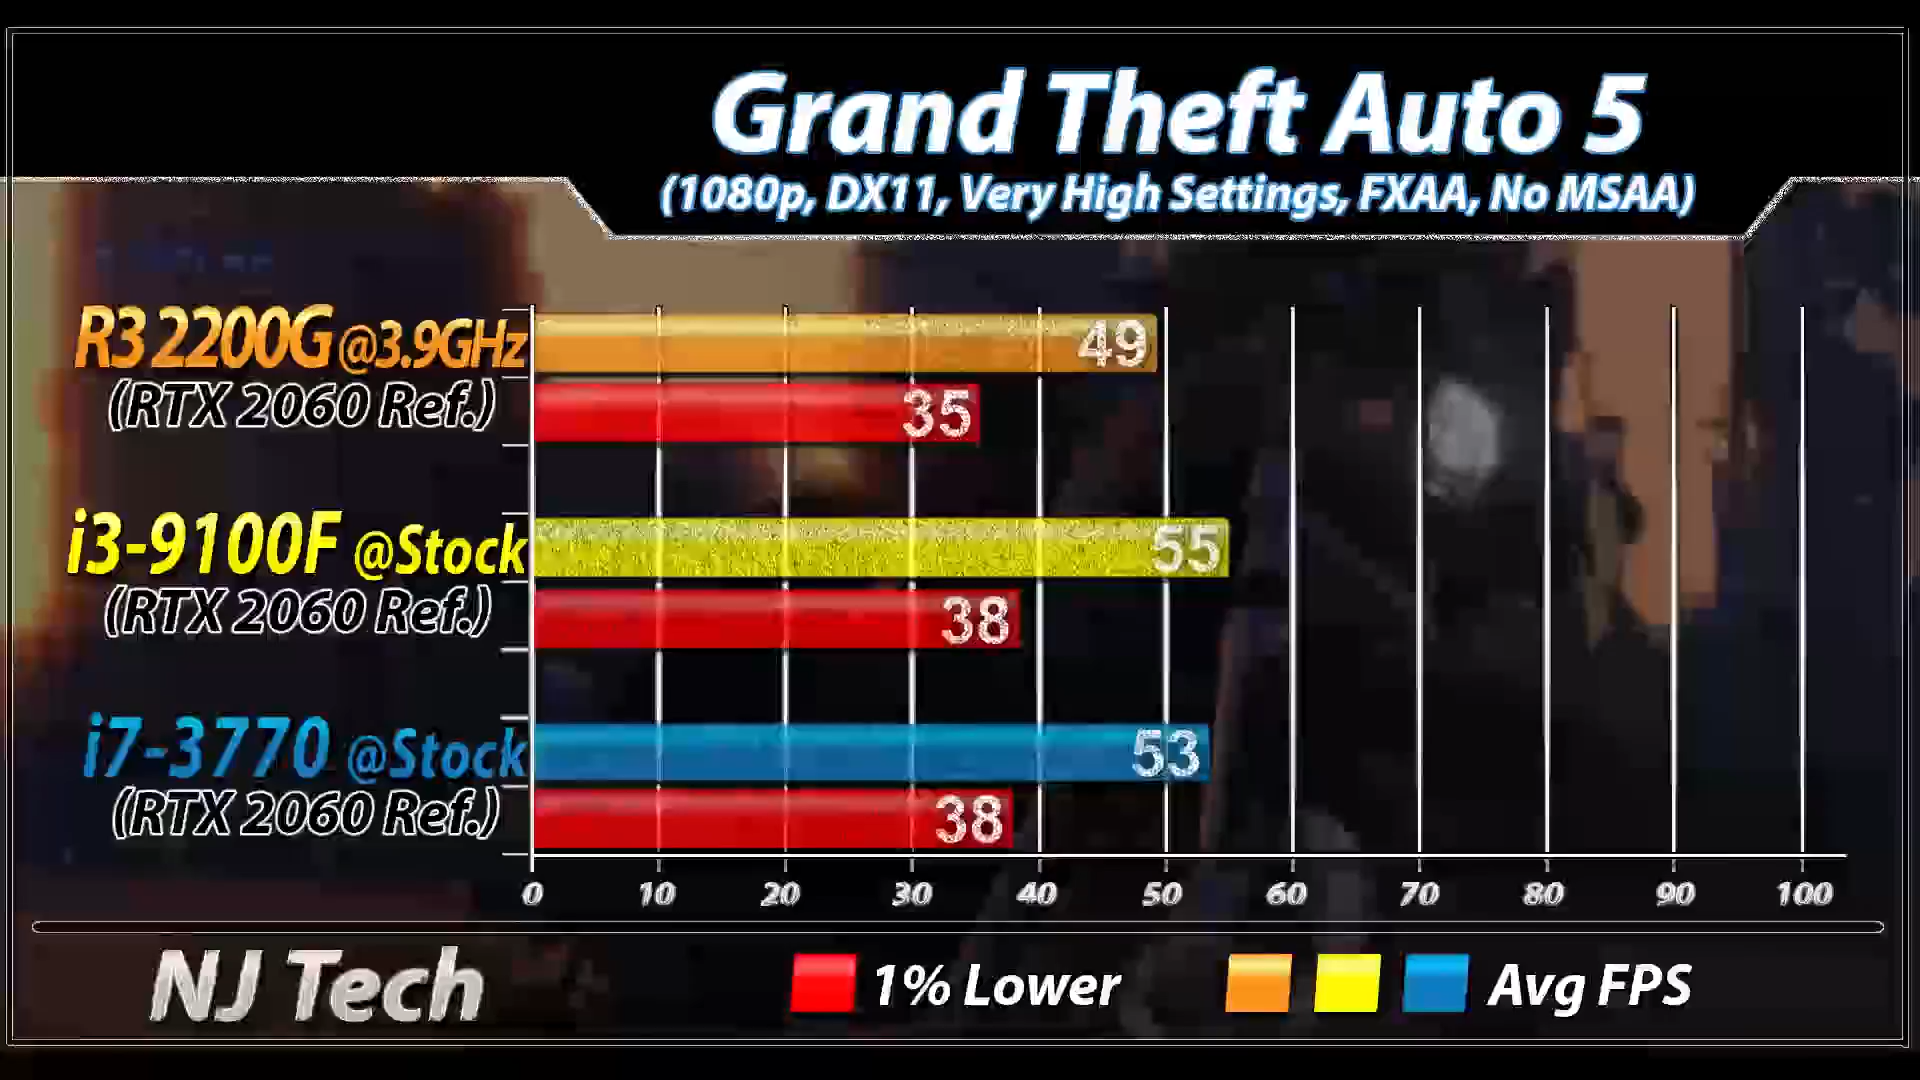 Grand Theft Auto 5
(1080p, DX11, Very High Settings, FXAA, No MSAA)
R3 2200G @3.9GHz
(RTX 2060 Ref.)
49
35
i3-9100F @Stock
(RTX 2060 Ref.)
55
38
i7-3770 @Stock
(RTX 2060 Ref.)
53
38
0 10 20 30 40 50 60 70 80 90 100
NJ Tech
1% Lower
Avg FPS